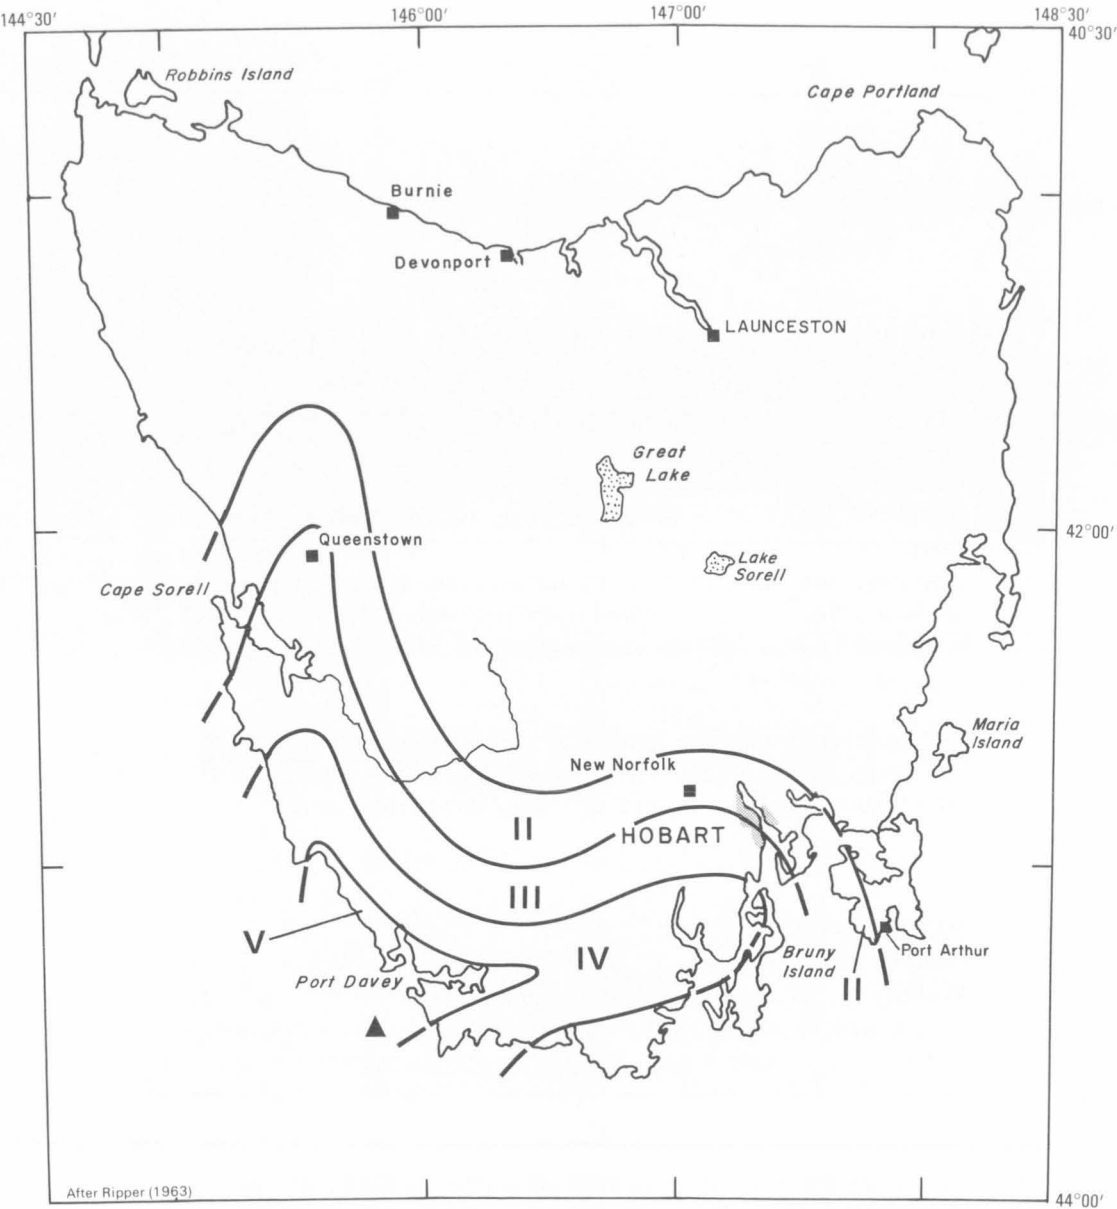 144°30'
146°00'
147°00'
148°30'
40°30'
Robbins Island
Cape Portland
Burnie
Devonport
LAUNCESTON
Great
Lake
Queenstown
42°00'
Lake
Sorell
Cape Sorell
Maria
Island
New Norfolk
II
HOBART
III
V
IV
Bruny
Island
Port Arthur
Port Davey
II
After Ripper (1963)
44°00'